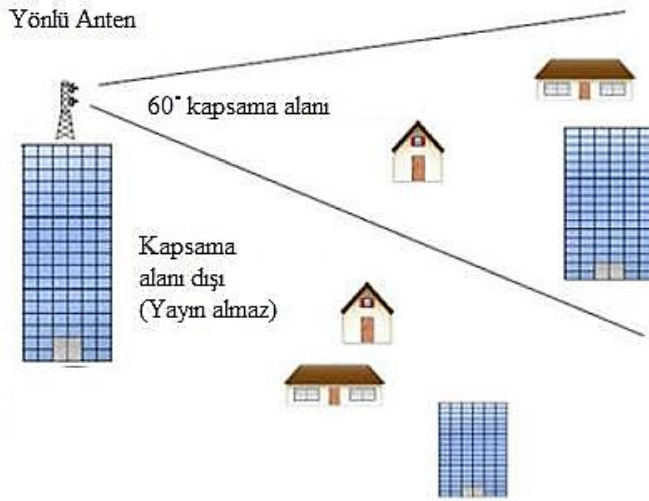 Yönlü Anten
60˚ kapsama alanı
Kapsama
alanı dışı
(Yayın almaz)